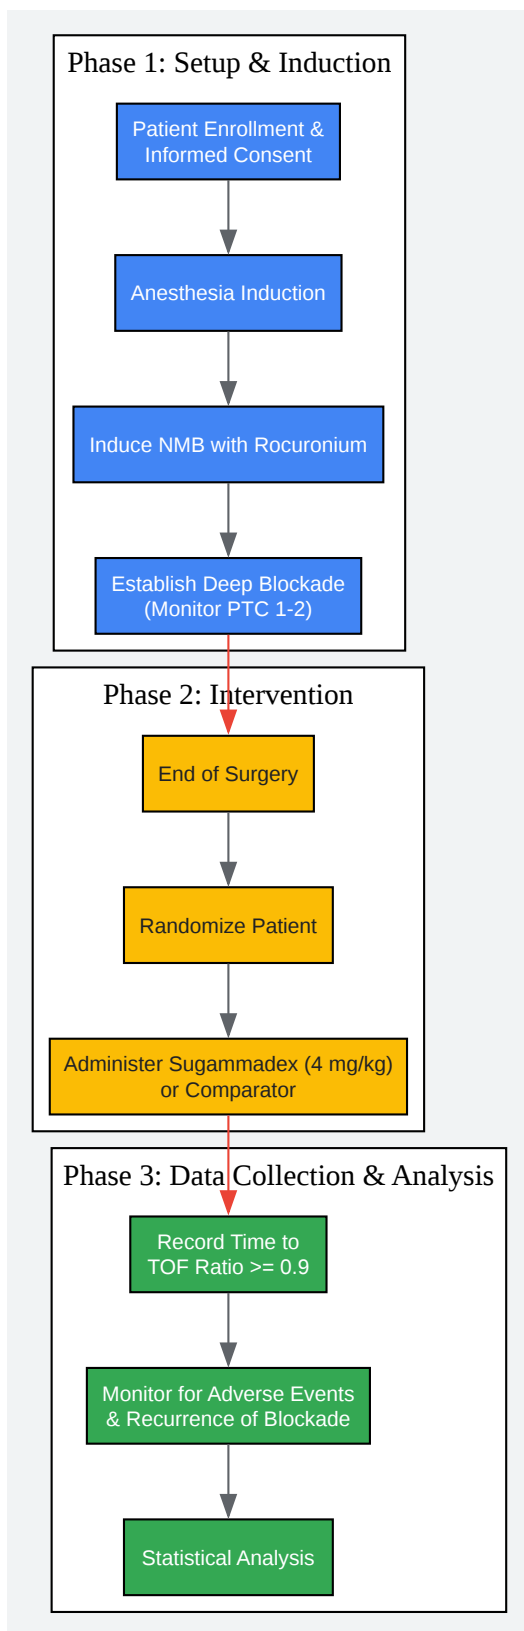 Phase 1: Setup & Induction
Patient Enrollment &
Informed Consent
Anesthesia Induction
Induce NMB with Rocuronium
Establish Deep Blockade
(Monitor PTC 1-2)
Phase 2: Intervention
End of Surgery
Randomize Patient
Administer Sugammadex (4 mg/kg)
or Comparator
Phase 3: Data Collection & Analysis
Record Time to
TOF Ratio >= 0.9
Monitor for Adverse Events
& Recurrence of Blockade
Statistical Analysis